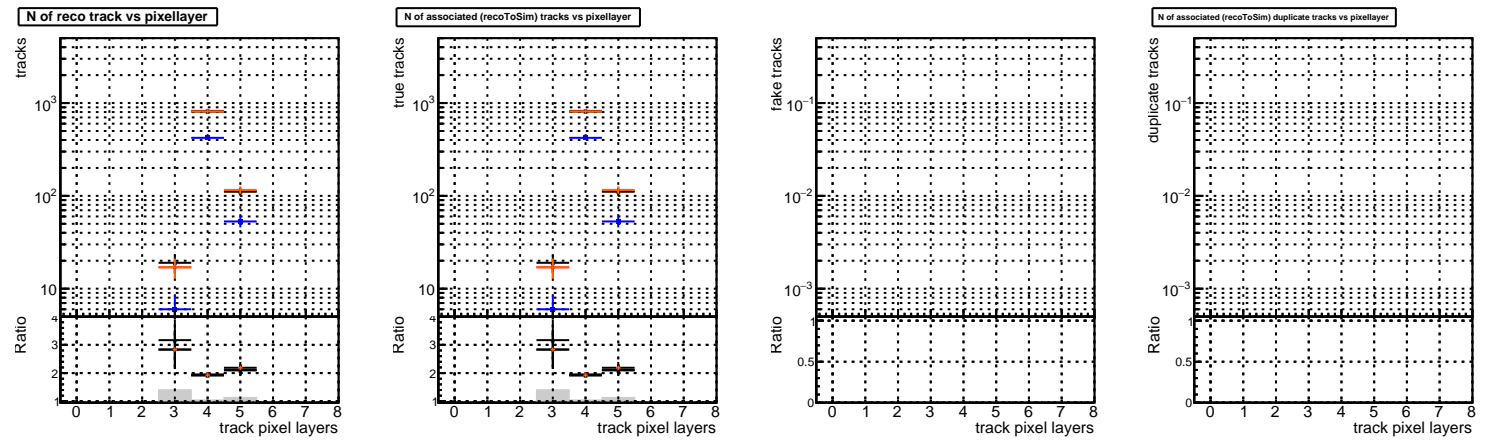 N of reco track vs pixellayer
tracks
10³
10²
10
Ratio
4
3
2
1
0 1 2 3 4 5 6 7 8
track pixel layers
N of associated (recoToSim) tracks vs pixellayer
true tracks
10³
10²
10
Ratio
4
3
2
1
0 1 2 3 4 5 6 7 8
track pixel layers
fake tracks
10⁻¹
10⁻²
10⁻³
Ratio
1
0.5
0
0 1 2 3 4 5 6 7 8
track pixel layers
N of associated (recoToSim) duplicate tracks vs pixellayer
duplicate tracks
10⁻¹
10⁻²
10⁻³
Ratio
1
0.5
0
0 1 2 3 4 5 6 7 8
track pixel layers